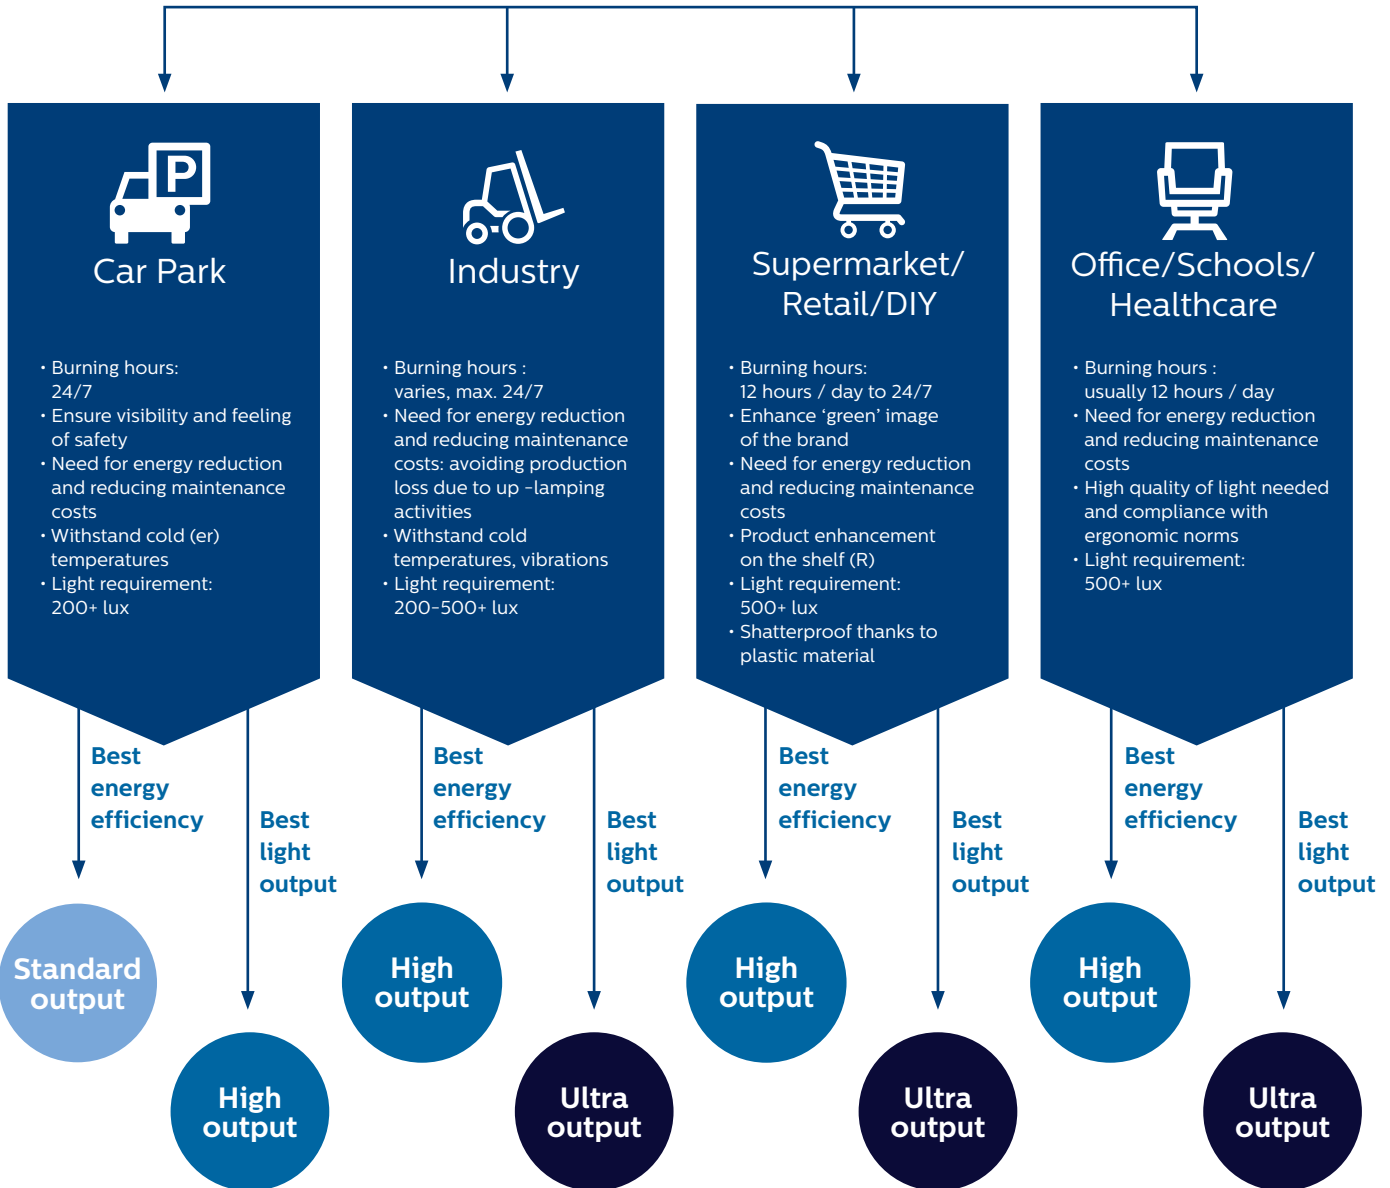 P
Car Park
· Burning hours:
24/7
· Ensure visibility and feeling
of safety
· Need for energy reduction
and reducing maintenance
costs
· Withstand cold (er)
temperatures
· Light requirement:
200+ lux
Best
energy
efficiency
Best
light
output
Standard
output
High
output
Industry
· Burning hours :
varies, max. 24/7
· Need for energy reduction
and reducing maintenance
costs: avoiding production
loss due to up -lamping
activities
· Withstand cold
temperatures, vibrations
· Light requirement:
200-500+ lux
Best
energy
efficiency
Best
light
output
High
output
Ultra
output
Supermarket/
Retail/DIY
· Burning hours:
12 hours / day to 24/7
· Enhance ‘green’ image
of the brand
· Need for energy reduction
and reducing maintenance
costs
· Product enhancement
on the shelf (R)
· Light requirement:
500+ lux
· Shatterproof thanks to
plastic material
Best
energy
efficiency
Best
light
output
High
output
Ultra
output
Office/Schools/
Healthcare
· Burning hours :
usually 12 hours / day
· Need for energy reduction
and reducing maintenance
costs
· High quality of light needed
and compliance with
ergonomic norms
· Light requirement:
500+ lux
Best
energy
efficiency
Best
light
output
High
output
Ultra
output